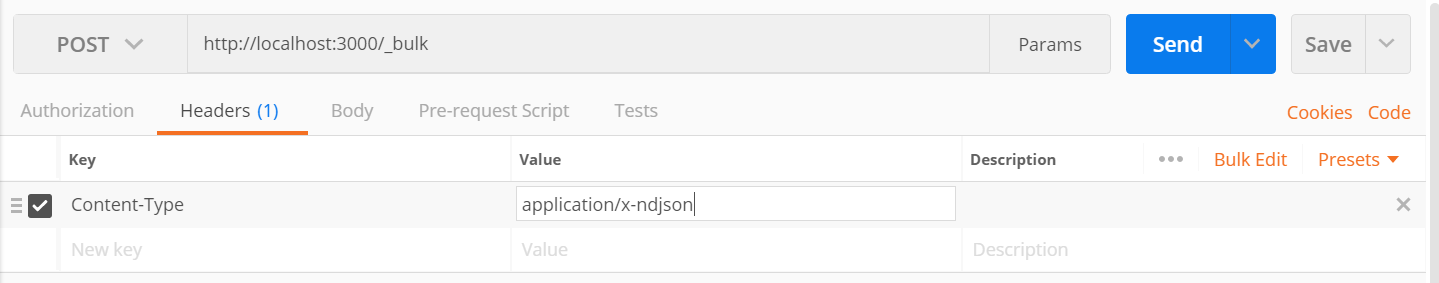 POST http://localhost:3000/_bulk Params Send Save
Authorization Headers (1) Body Pre-request Script Tests Cookies Code
Key Value Description Bulk Edit Presets
Content-Type application/x-ndjson
New key Value Description